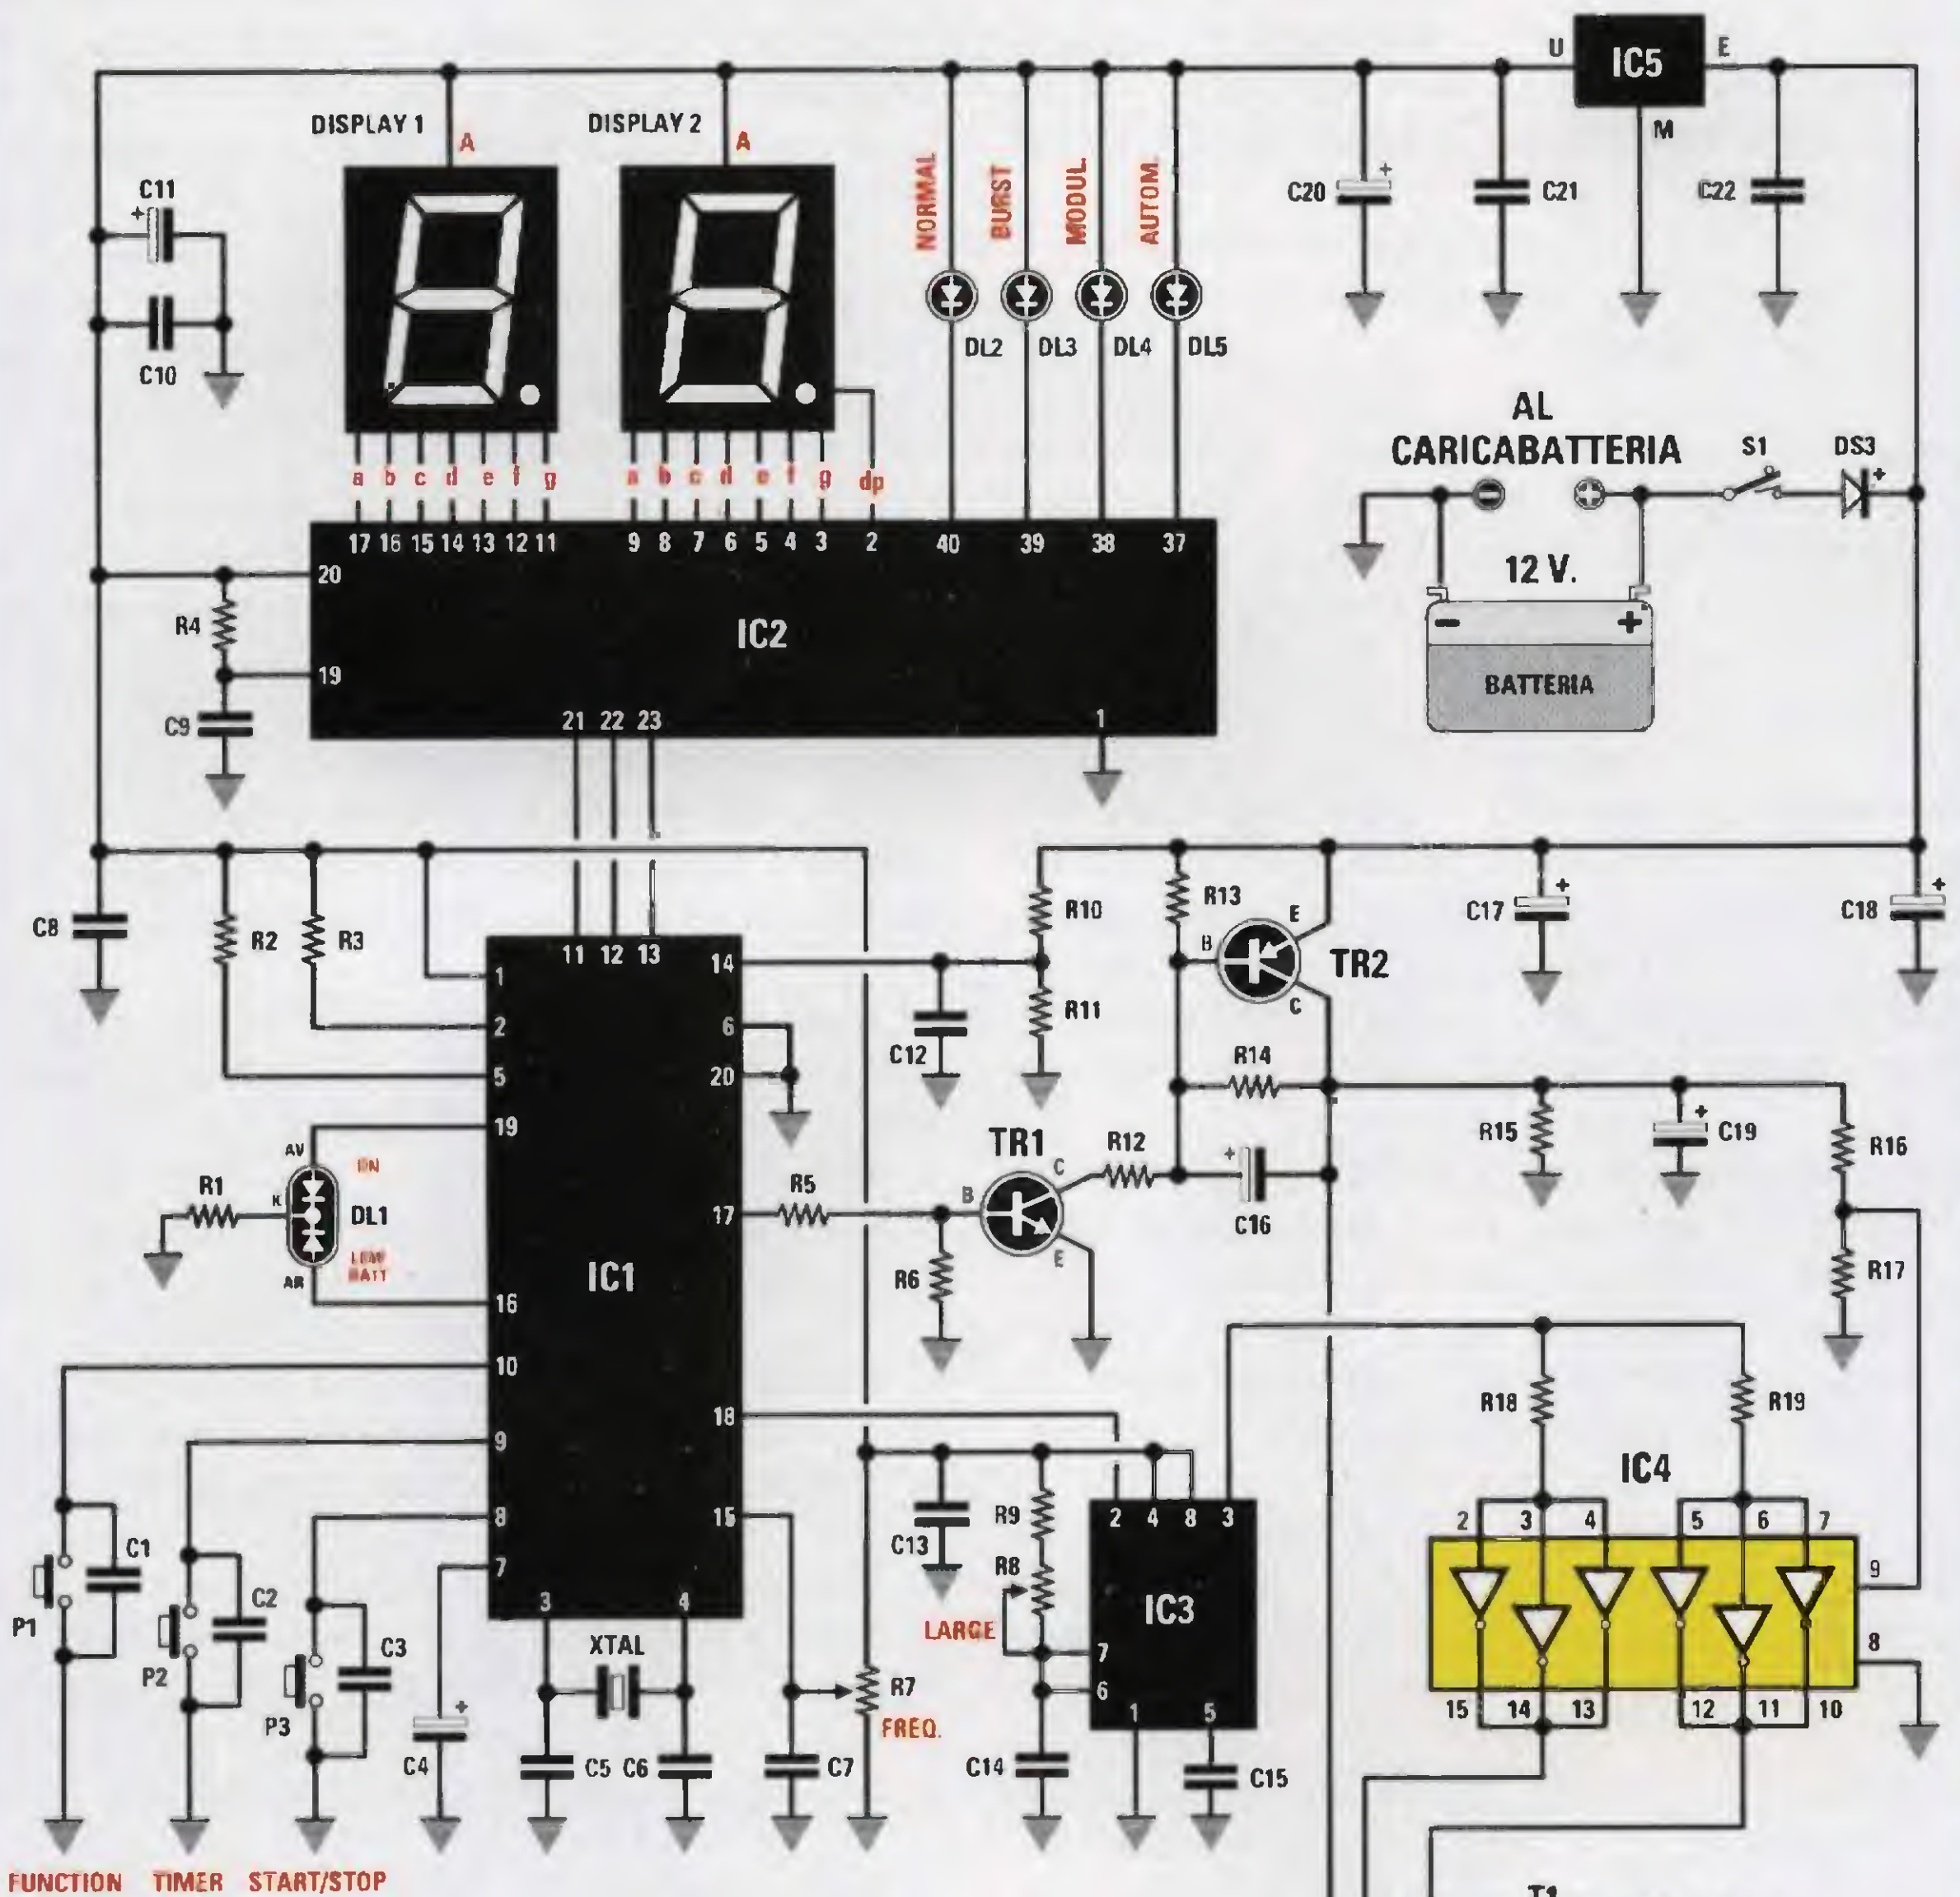 U IC5 E
M
DISPLAY 1 A
DISPLAY 2 A
NORMAL
BURST
MODUL.
AUTOM.
C11 +
C10
C20 +
C21
C22
DL2 DL3 DL4 DL5
a b c d e f g
a b c d e f g dp
17 16 15 14 13 12 11
9 8 7 6 5 4 3 2 40 39 38 37
AL
CARICABATTERIA
S1 DS3 +
12 V.
- +
BATTERIA
20
R4
19
C9
IC2
21 22 23 1
C8
R2
R3
11 12 13
1
2
5
19
16
10
9
8
7
3 4
14
6
20
17
18
15
IC1
R10
R11
C12
R13
E
B
C
TR2
C17 +
C18 +
R14
R15
C19 +
R16
R17
TR1
B
C
E
R12
C16 +
R5
R6
AV
K
AR
R1
DL1
ON
LOW
BATT
R18
R19
IC4
2 3 4 5 6 7
9
8
15 14 13 12 11 10
C13
R9
R8
LARGE
2 4 8 3
IC3
7
6
1 5
C14
C15
P1
C1
P2
C2
P3
C3
C4 +
XTAL
C5 C6
C7
R7
FREQ.
FUNCTION TIMER START/STOP
T1